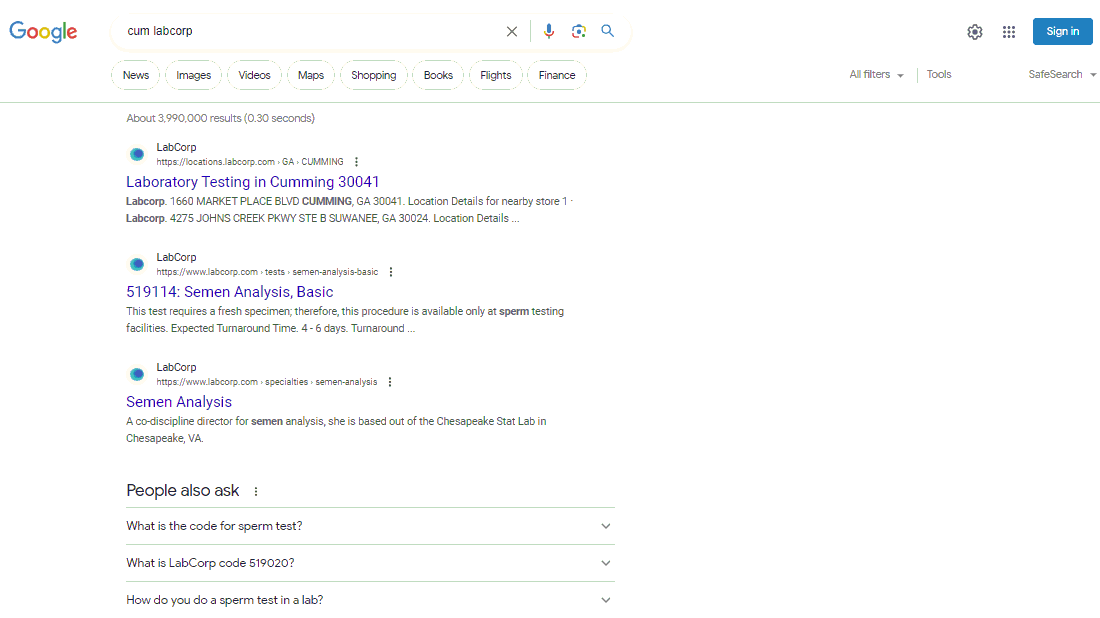 Google
cum labcorp
Sign in
News Images Videos Maps Shopping Books Flights Finance
All filters Tools SafeSearch
About 3,990,000 results (0.30 seconds)
LabCorp
https://locations.labcorp.com › GA › CUMMING
Laboratory Testing in Cumming 30041
Labcorp. 1660 MARKET PLACE BLVD CUMMING, GA 30041. Location Details for nearby store 1 ·
Labcorp. 4275 JOHNS CREEK PKWY STE B SUWANEE, GA 30024. Location Details ...
LabCorp
https://www.labcorp.com › tests › semen-analysis-basic
519114: Semen Analysis, Basic
This test requires a fresh specimen; therefore, this procedure is available only at sperm testing
facilities. Expected Turnaround Time. 4 - 6 days. Turnaround ...
LabCorp
https://www.labcorp.com › specialties › semen-analysis
Semen Analysis
A co-discipline director for semen analysis, she is based out of the Chesapeake Stat Lab in
Chesapeake, VA.
People also ask
What is the code for sperm test?
What is LabCorp code 519020?
How do you do a sperm test in a lab?